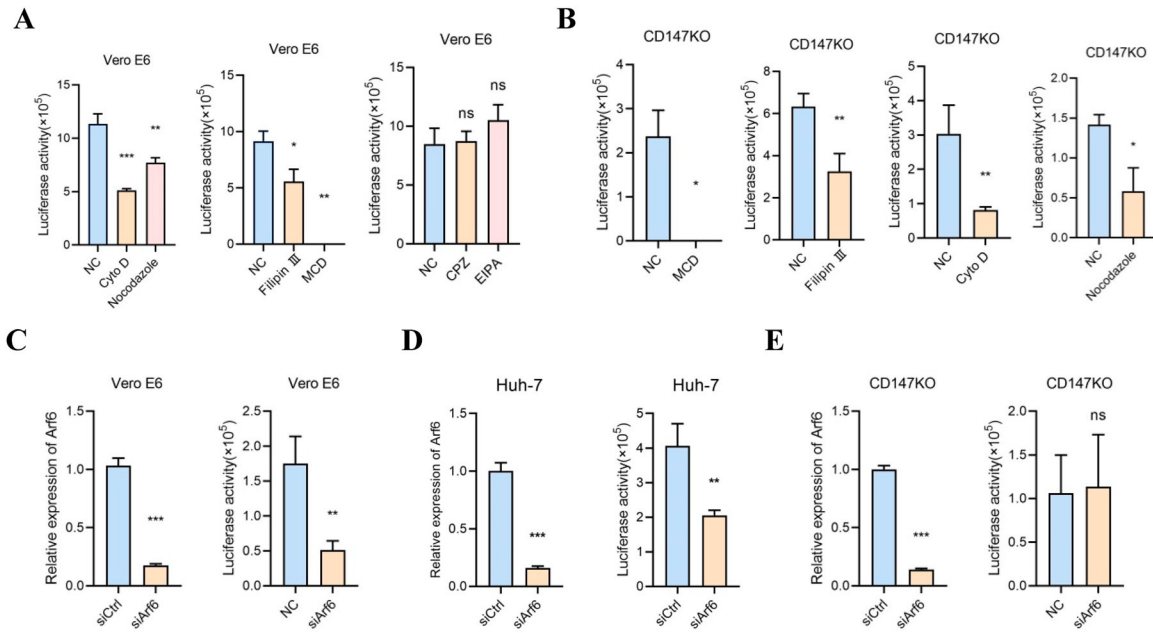 A
Vero E6
Luciferase activity(×10⁵)
15
10
5
0
***
**
NC
Cyto D
Nocodazole
Vero E6
Luciferase activity(×10⁵)
15
10
5
0
*
**
NC
Filipin Ⅲ
MCD
Vero E6
Luciferase activity(×10⁵)
15
10
5
0
ns
ns
NC
CPZ
EIPA
B
CD147KO
Luciferase activity(×10⁵)
4
3
2
1
0
*
NC
MCD
CD147KO
Luciferase activity(×10⁵)
8
6
4
2
0
**
NC
Filipin Ⅲ
CD147KO
Luciferase activity(×10⁵)
5
4
3
2
1
0
**
NC
Cyto D
CD147KO
Luciferase activity(×10⁵)
2.0
1.5
1.0
0.5
0.0
*
NC
Nocodazole
C
Vero E6
Relative expression of Arf6
1.5
1.0
0.5
0.0
***
siCtrl
siArf6
Vero E6
Luciferase activity(×10⁵)
2.5
2.0
1.5
1.0
0.5
0.0
**
NC
siArf6
D
Huh-7
Relative expression of Arf6
1.5
1.0
0.5
0.0
***
siCtrl
siArf6
Huh-7
Luciferase activity(×10⁵)
5
4
3
2
1
0
**
siCtrl
siArf6
E
CD147KO
Relative expression of Arf6
1.5
1.0
0.5
0.0
***
siCtrl
siArf6
CD147KO
Luciferase activity(×10⁵)
2.0
1.5
1.0
0.5
0.0
ns
NC
siArf6